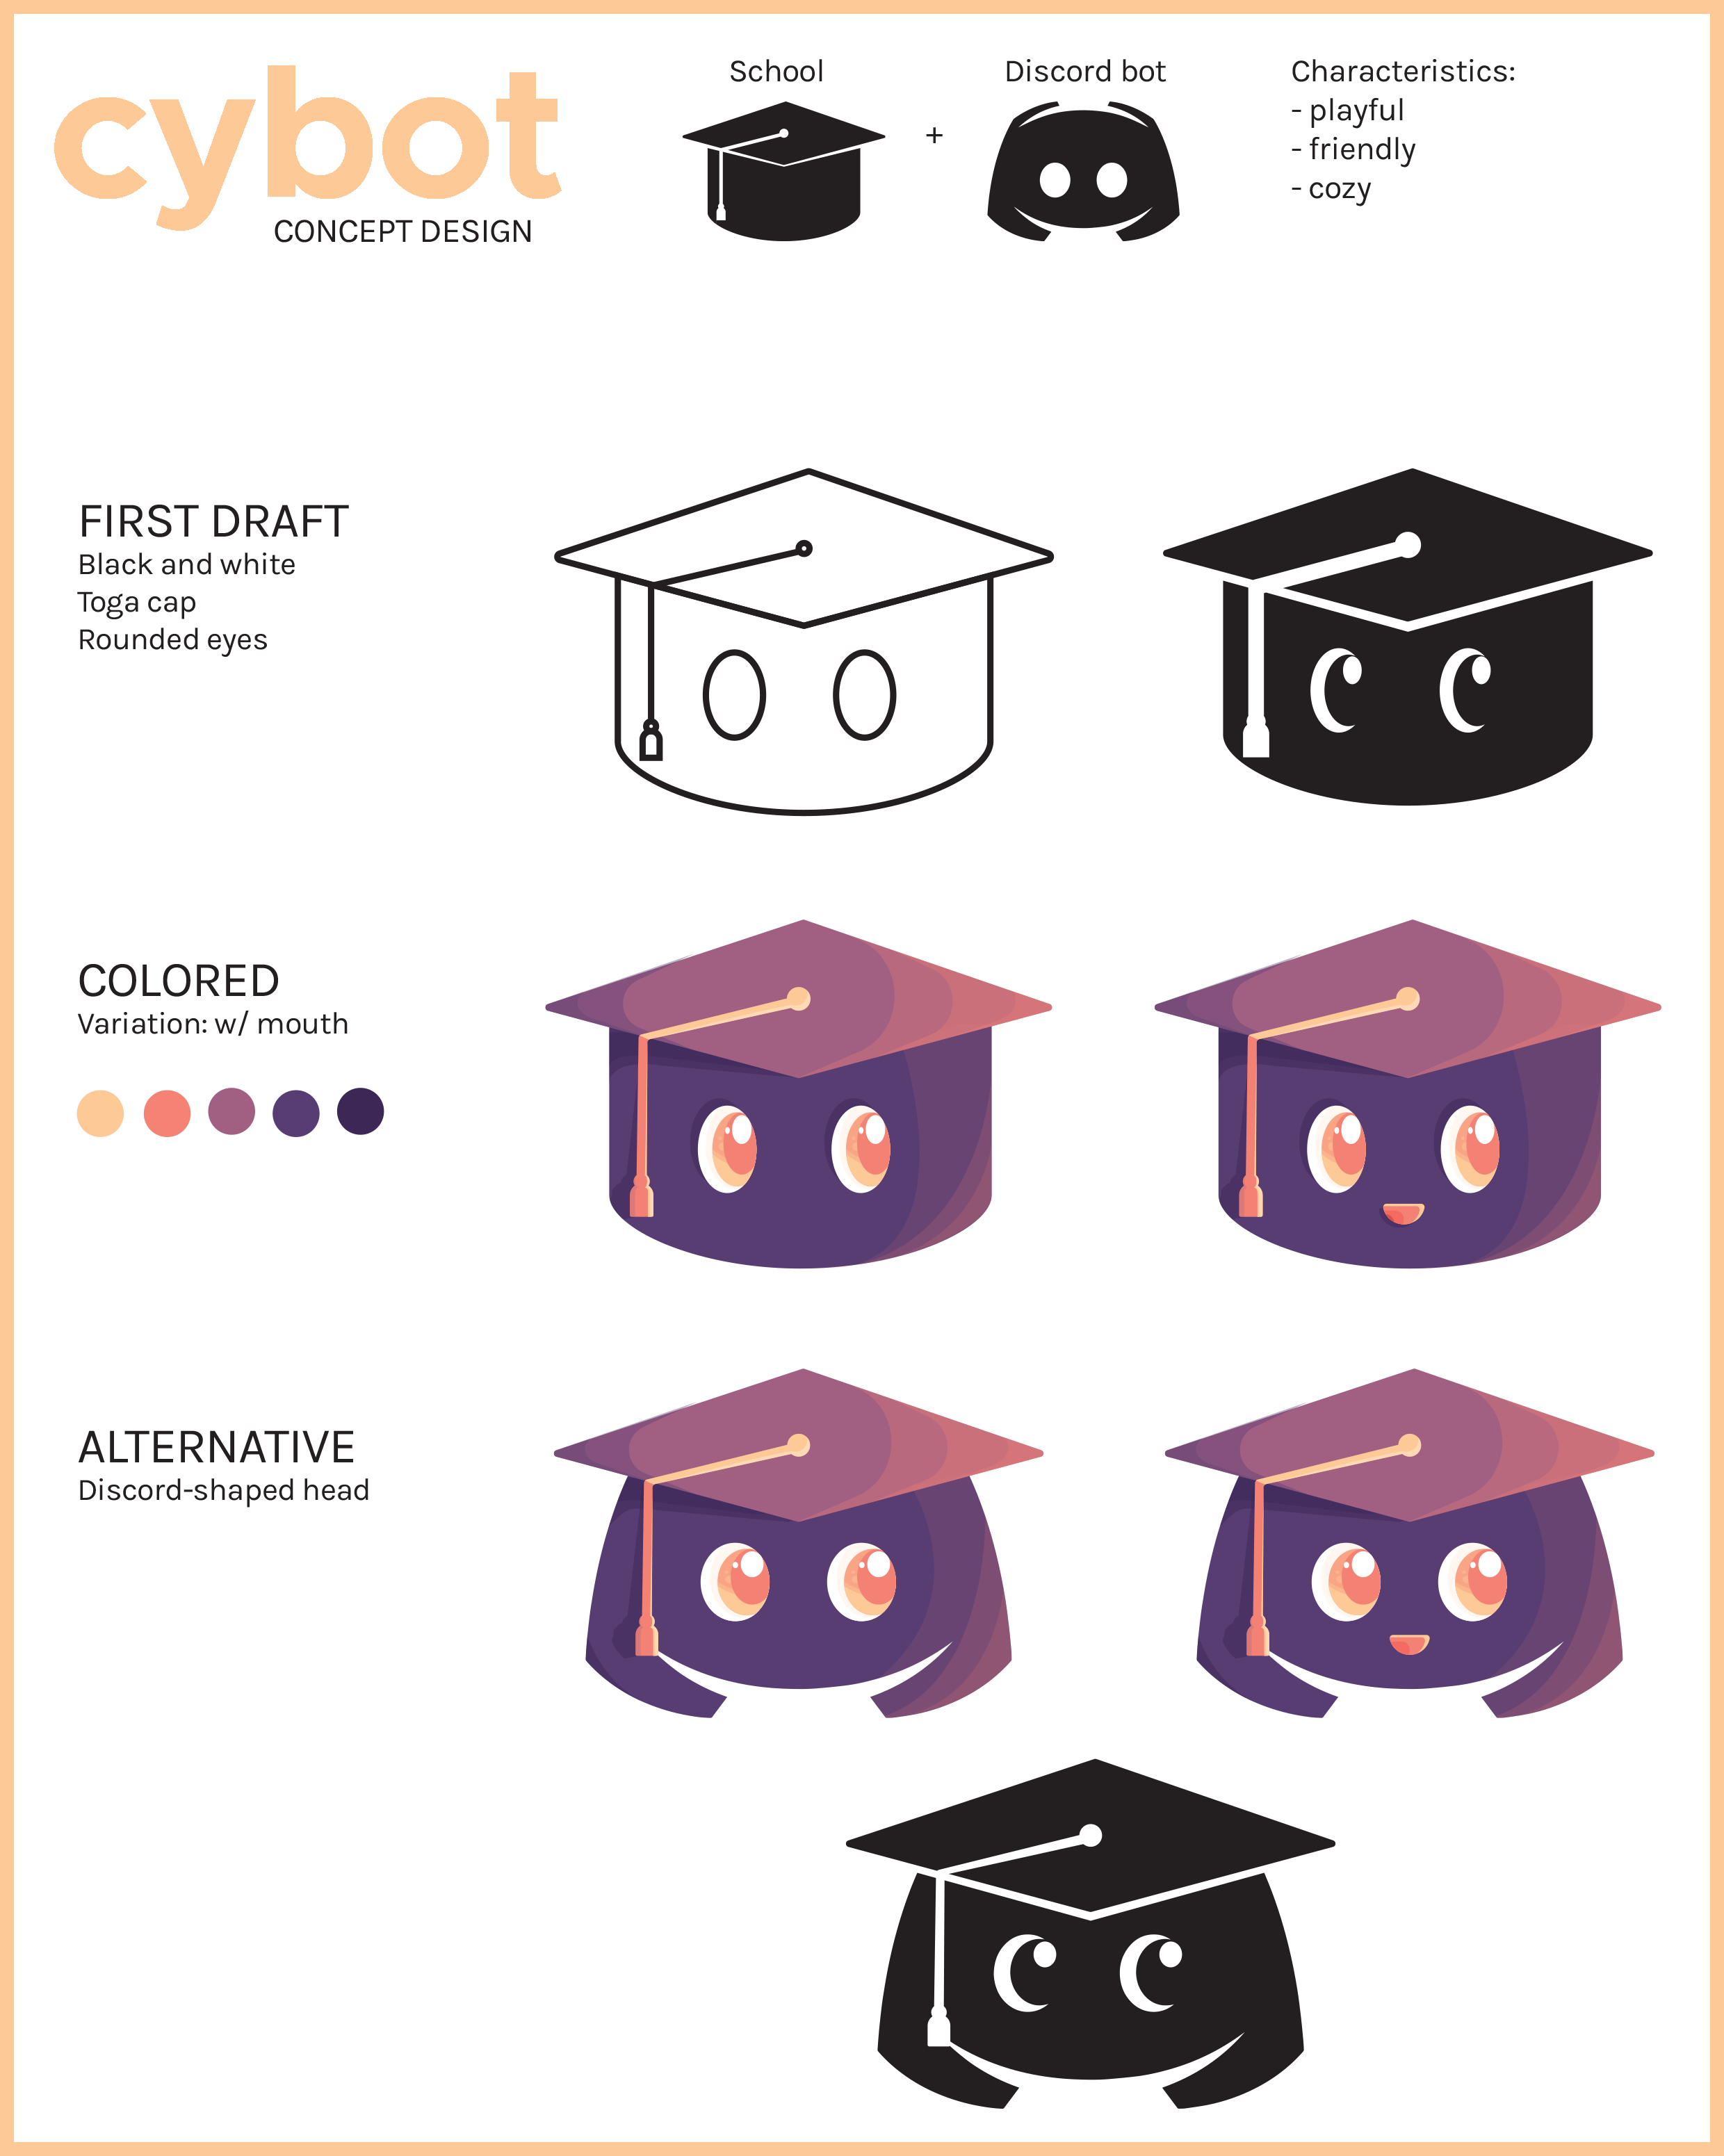 cybot
CONCEPT DESIGN
School
+
Discord bot
Characteristics:
- playful
- friendly
- cozy
FIRST DRAFT
Black and white
Toga cap
Rounded eyes
COLORED
Variation: w/ mouth
ALTERNATIVE
Discord-shaped head